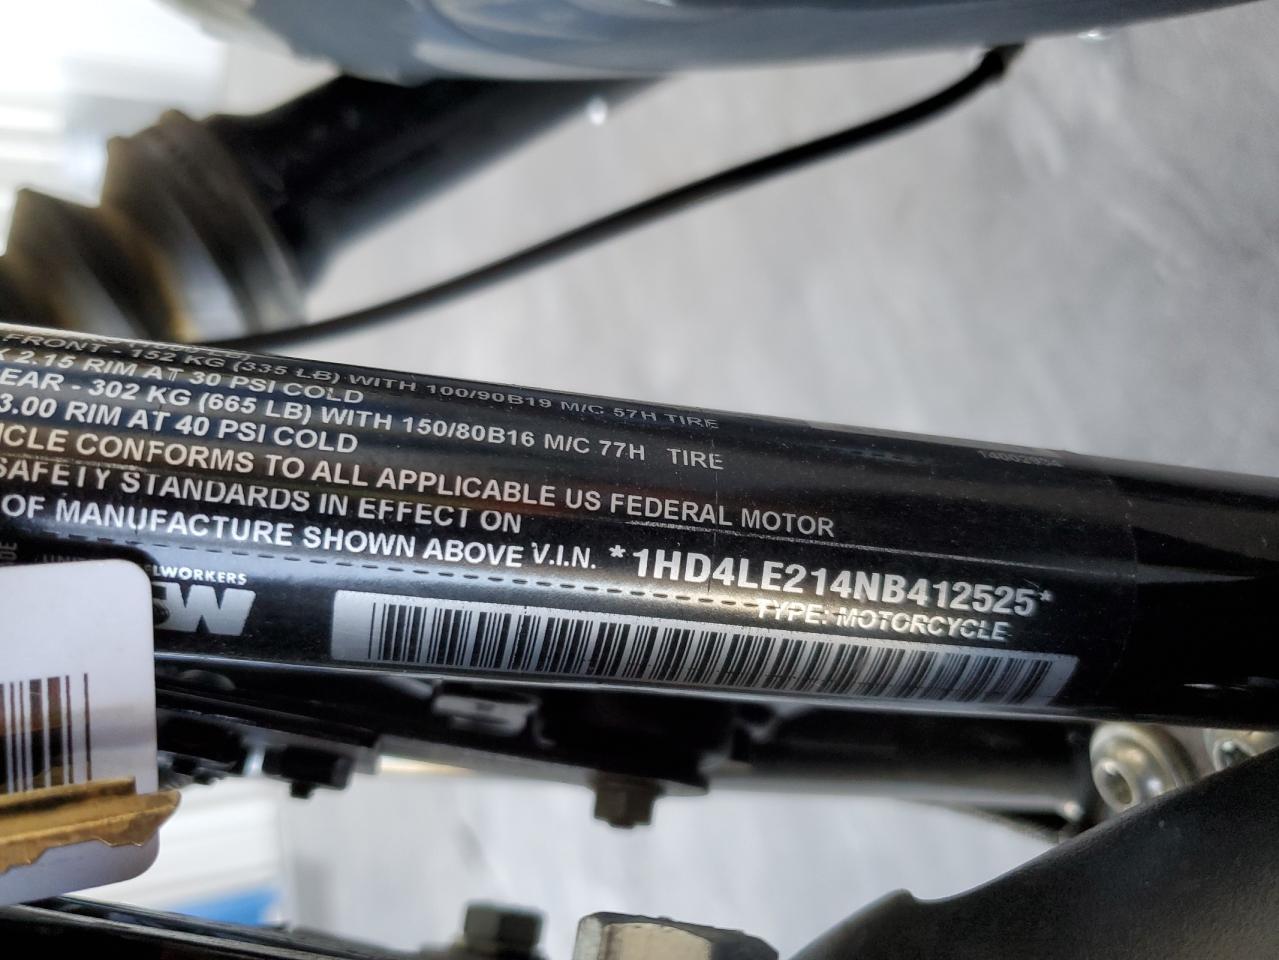 FRONT - 152 KG (335 LB) WITH 100/90B19 M/C 57H TIRE
X 2.15 RIM AT 30 PSI COLD
EAR - 302 KG (665 LB) WITH 150/80B16 M/C 77H TIRE
3.00 RIM AT 40 PSI COLD
ICLE CONFORMS TO ALL APPLICABLE US FEDERAL MOTOR
SAFETY STANDARDS IN EFFECT ON
OF MANUFACTURE SHOWN ABOVE V.I.N. *1HD4LE214NB412525*
TYPE: MOTORCYCLE
ELWORKERS
SW